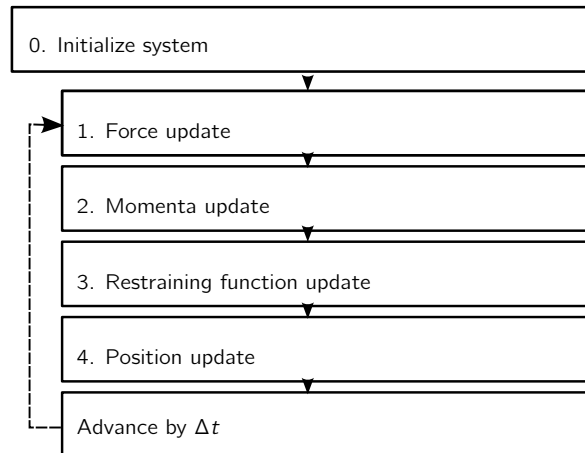 0. Initialize system
1. Force update
2. Momenta update
3. Restraining function update
4. Position update
Advance by Δt